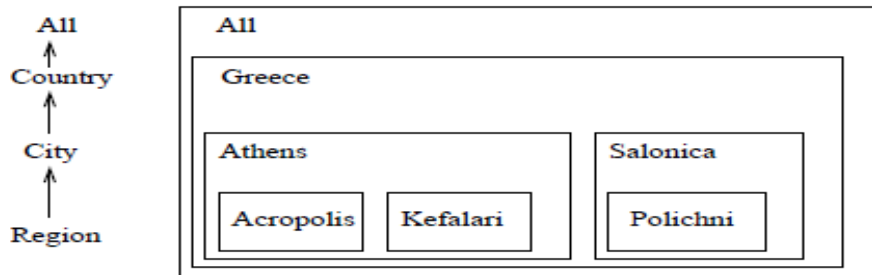 All
Country
City
Region
All
Greece
Athens
Salonica
Acropolis
Kefalari
Polichni